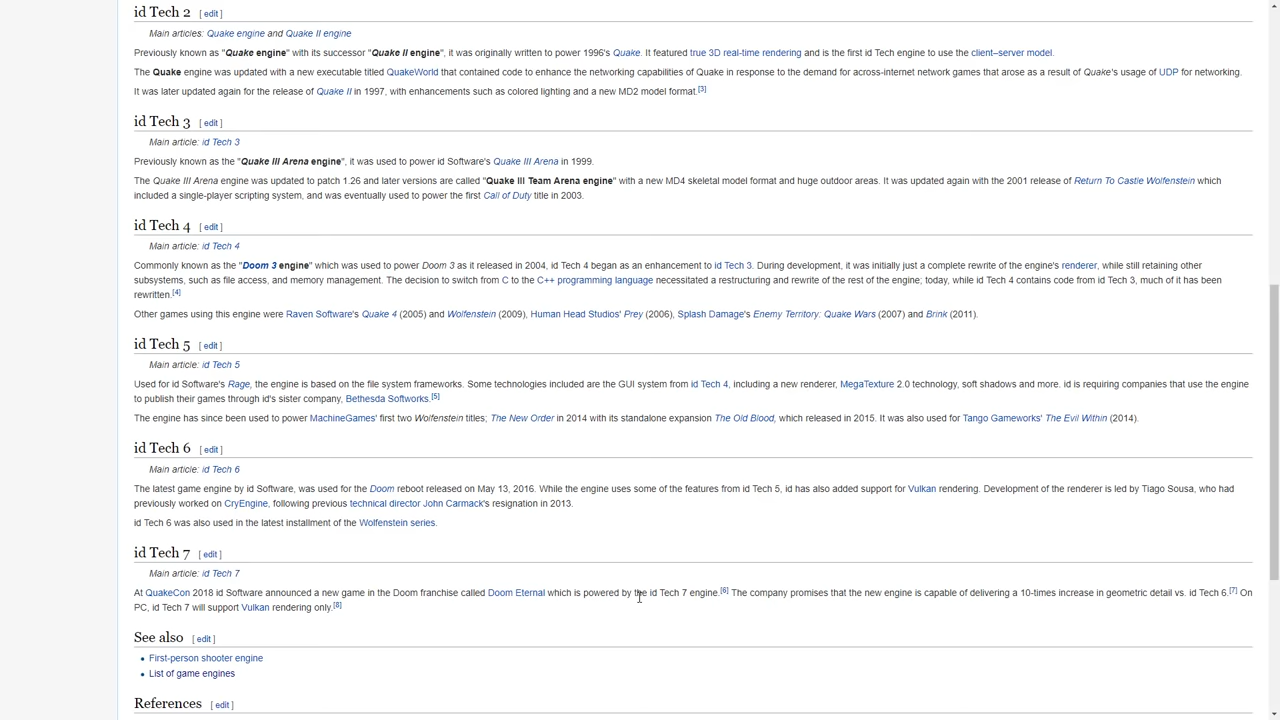 id Tech 2 [ edit ]
Main articles: Quake engine and Quake II engine
Previously known as "Quake engine" with its successor "Quake II engine", it was originally written to power 1996's Quake. It featured true 3D real-time rendering and is the first id Tech engine to use the client–server model.
The Quake engine was updated with a new executable titled QuakeWorld that contained code to enhance the networking capabilities of Quake in response to the demand for across-internet network games that arose as a result of Quake's usage of UDP for networking.
It was later updated again for the release of Quake II in 1997, with enhancements such as colored lighting and a new MD2 model format.[3]
id Tech 3 [ edit ]
Main article: id Tech 3
Previously known as the "Quake III Arena engine", it was used to power id Software's Quake III Arena in 1999.
The Quake III Arena engine was updated to patch 1.26 and later versions are called "Quake III Team Arena engine" with a new MD4 skeletal model format and huge outdoor areas. It was updated again with the 2001 release of Return To Castle Wolfenstein which
included a single-player scripting system, and was eventually used to power the first Call of Duty title in 2003.
id Tech 4 [ edit ]
Main article: id Tech 4
Commonly known as the "Doom 3 engine" which was used to power Doom 3 as it released in 2004, id Tech 4 began as an enhancement to id Tech 3. During development, it was initially just a complete rewrite of the engine's renderer, while still retaining other
subsystems, such as file access, and memory management. The decision to switch from C to the C++ programming language necessitated a restructuring and rewrite of the rest of the engine; today, while id Tech 4 contains code from id Tech 3, much of it has been
rewritten.[4]
Other games using this engine were Raven Software's Quake 4 (2005) and Wolfenstein (2009), Human Head Studios' Prey (2006), Splash Damage's Enemy Territory: Quake Wars (2007) and Brink (2011).
id Tech 5 [ edit ]
Main article: id Tech 5
Used for id Software's Rage, the engine is based on the file system frameworks. Some technologies included are the GUI system from id Tech 4, including a new renderer, MegaTexture 2.0 technology, soft shadows and more. id is requiring companies that use the engine
to publish their games through id's sister company, Bethesda Softworks.[5]
The engine has since been used to power MachineGames' first two Wolfenstein titles; The New Order in 2014 with its standalone expansion The Old Blood, which released in 2015. It was also used for Tango Gameworks' The Evil Within (2014).
id Tech 6 [ edit ]
Main article: id Tech 6
The latest game engine by id Software, was used for the Doom reboot released on May 13, 2016. While the engine uses some of the features from id Tech 5, id has also added support for Vulkan rendering. Development of the renderer is led by Tiago Sousa, who had
previously worked on CryEngine, following previous technical director John Carmack's resignation in 2013.
id Tech 6 was also used in the latest installment of the Wolfenstein series.
id Tech 7 [ edit ]
Main article: id Tech 7
At QuakeCon 2018 id Software announced a new game in the Doom franchise called Doom Eternal which is powered by the id Tech 7 engine.[6] The company promises that the new engine is capable of delivering a 10-times increase in geometric detail vs. id Tech 6.[7] On
PC, id Tech 7 will support Vulkan rendering only.[8]
See also [ edit ]
• First-person shooter engine
• List of game engines
References [ edit ]